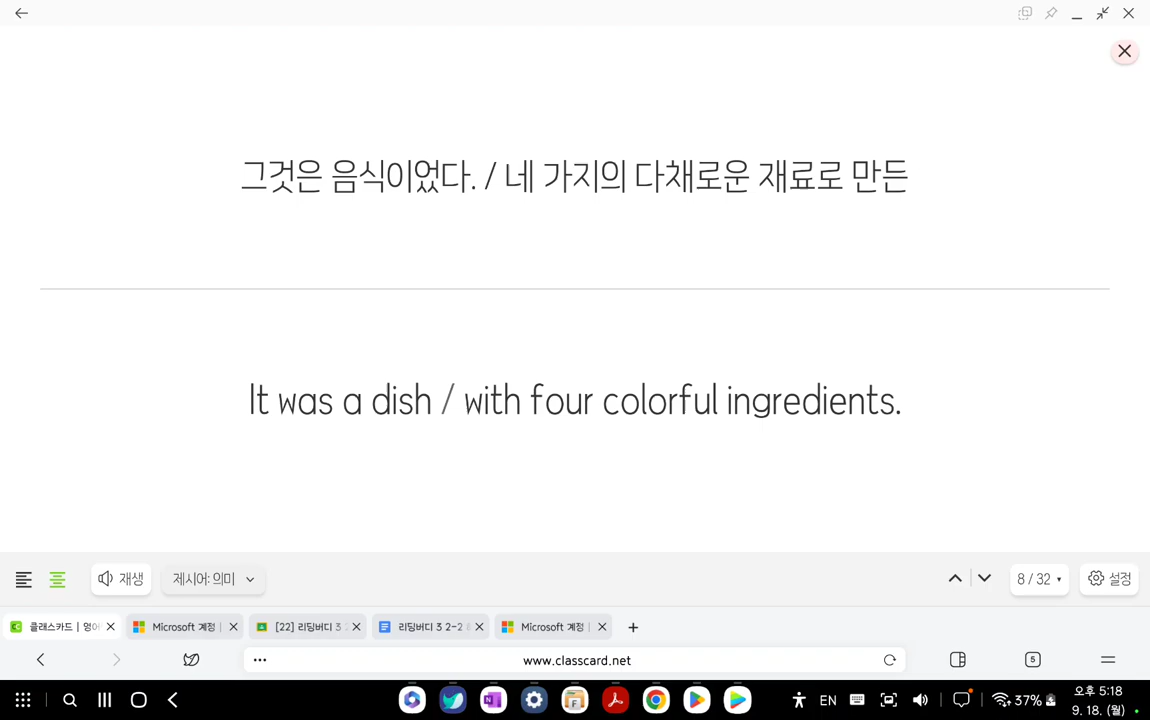 그것은 음식이었다. / 네 가지의 다채로운 재료로 만든
It was a dish / with four colorful ingredients.
재생
제시어: 의미
8 / 32
설정
클래스카드 | 영어
Microsoft 계정 |
[22] 리딩버디 3
리딩버디 3 2-2
Microsoft 계정 |
www.classcard.net
5
EN
37%
오후 5:18
9. 18. (월)